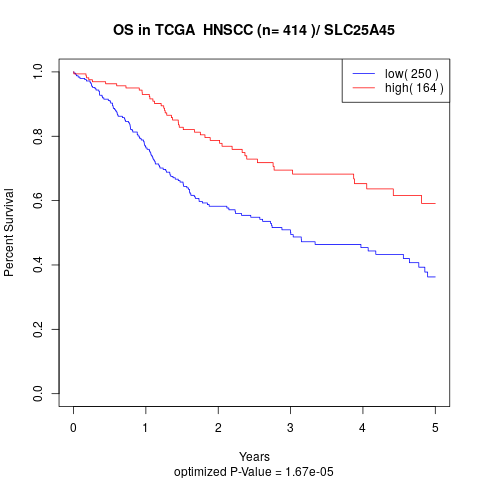 OS in TCGA  HNSCC (n= 414 )/ SLC25A45
low( 250 )
high( 164 )
Percent Survival
1.0
0.8
0.6
0.4
0.2
0.0
0 1 2 3 4 5
Years
optimized P-Value = 1.67e-05